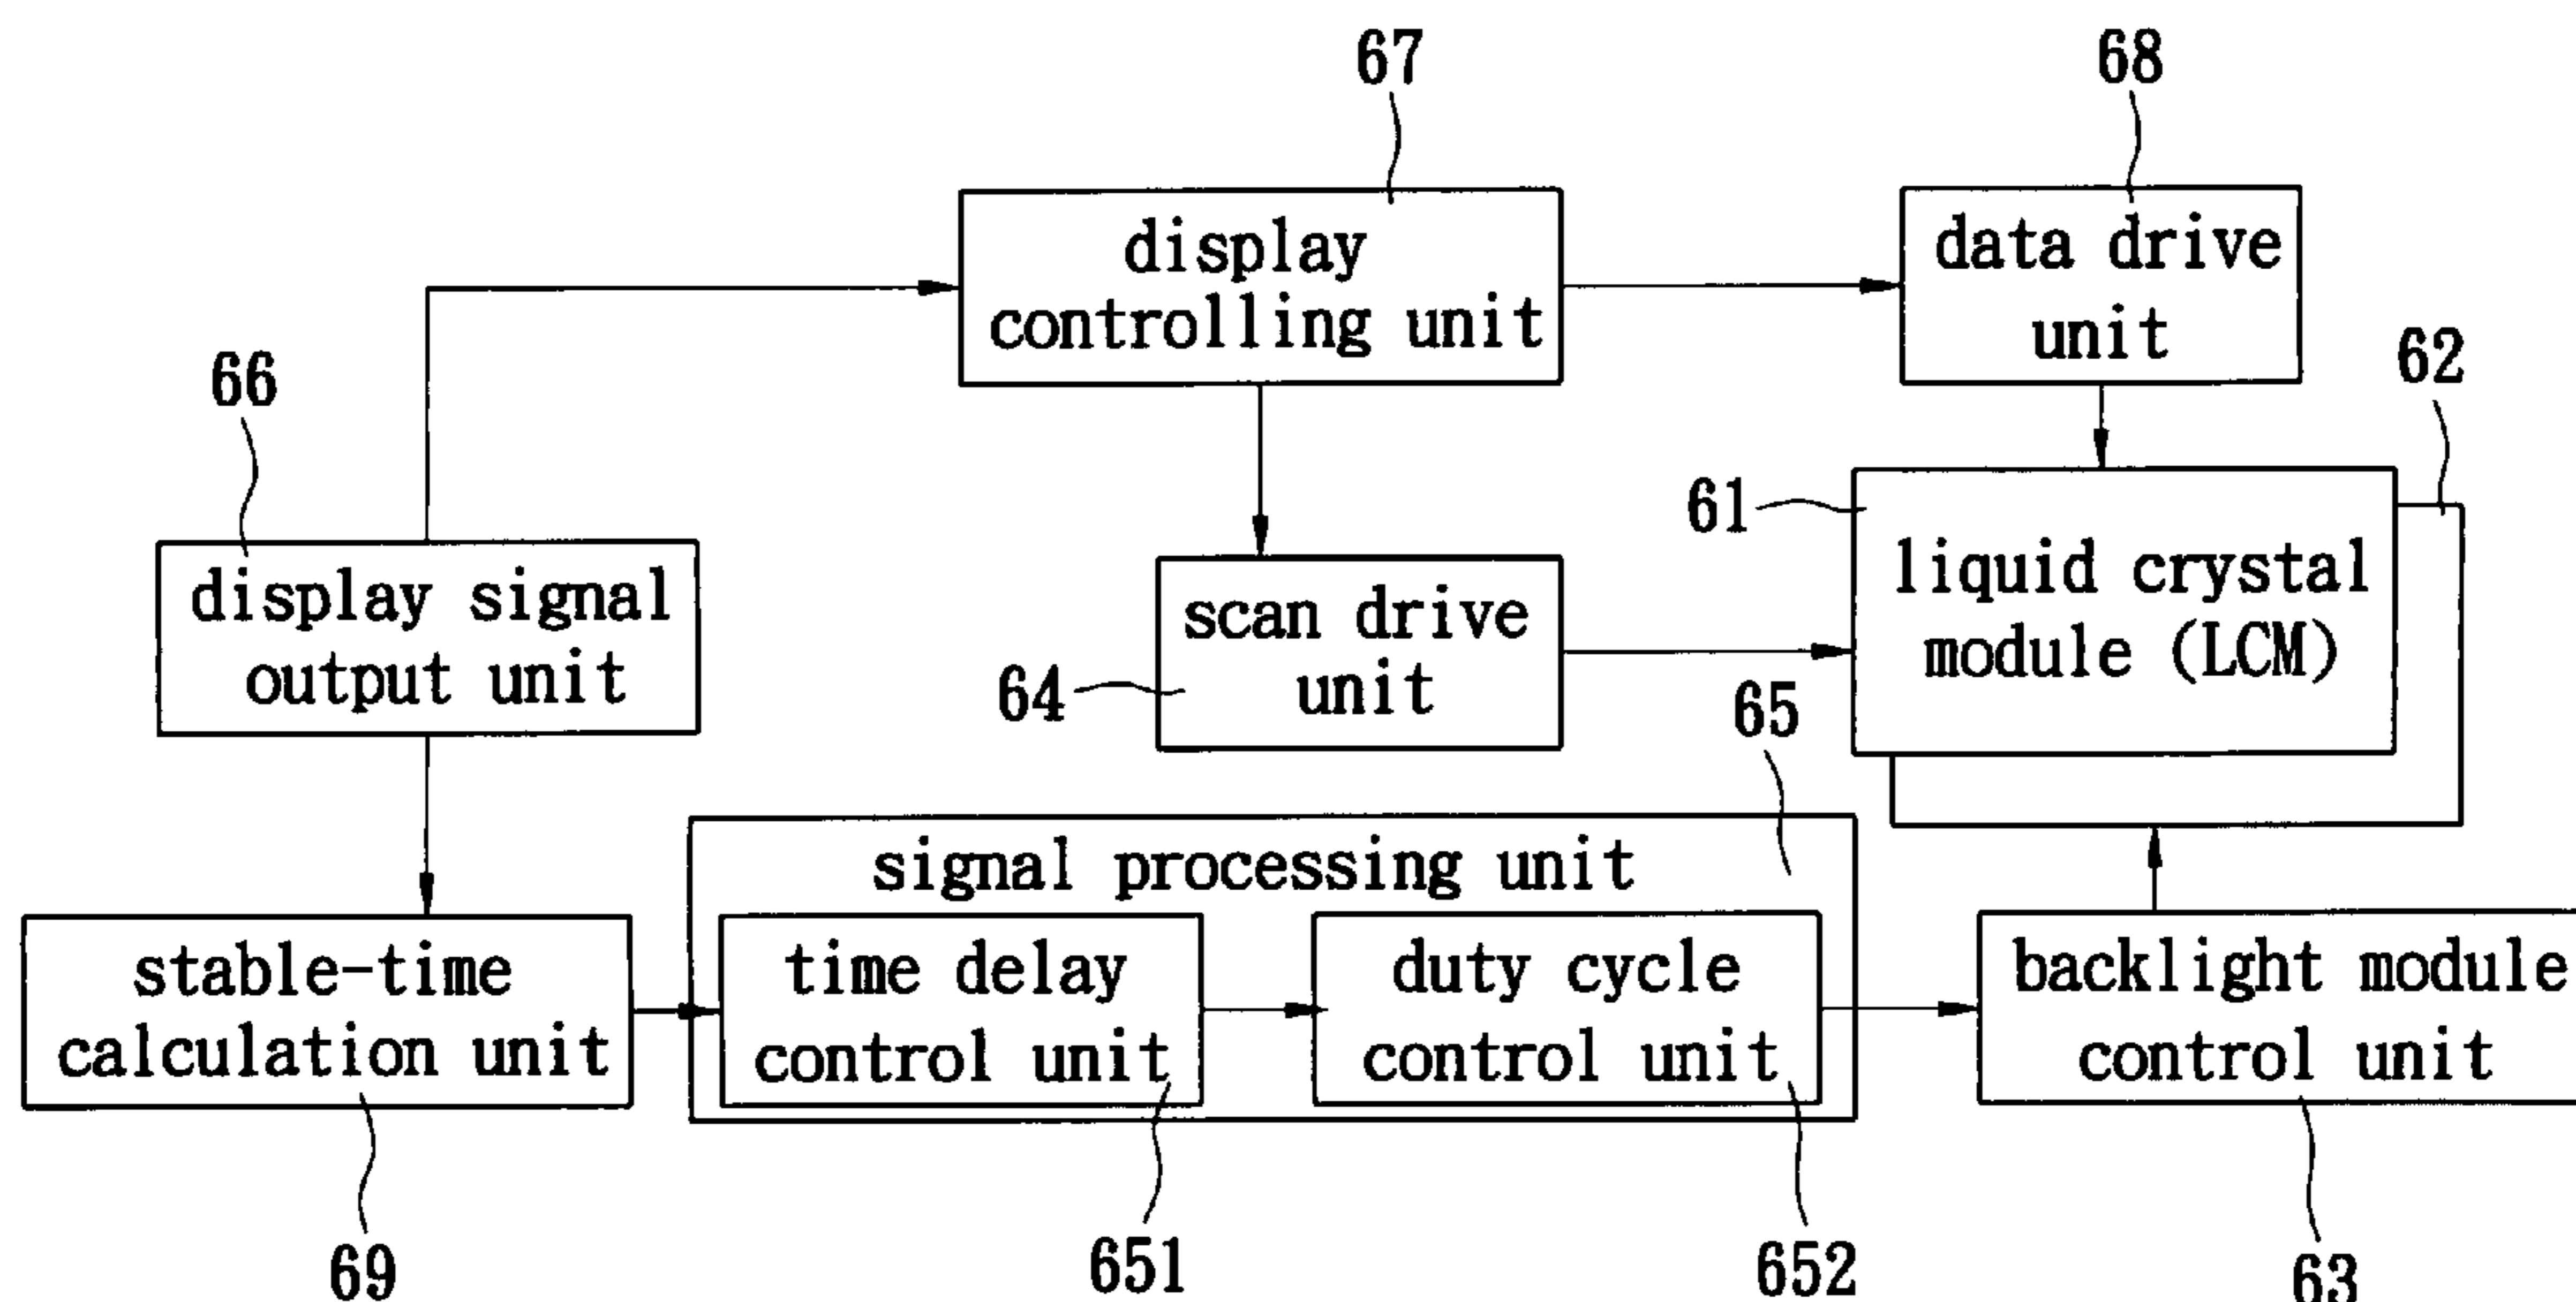 67
68
display
controlling unit
data drive
unit
62
66
61
display signal
output unit
scan drive
unit
64
liquid crystal
module (LCM)
65
signal processing unit
stable-time
calculation unit
time delay
control unit
duty cycle
control unit
backlight module
control unit
69
651
652
63